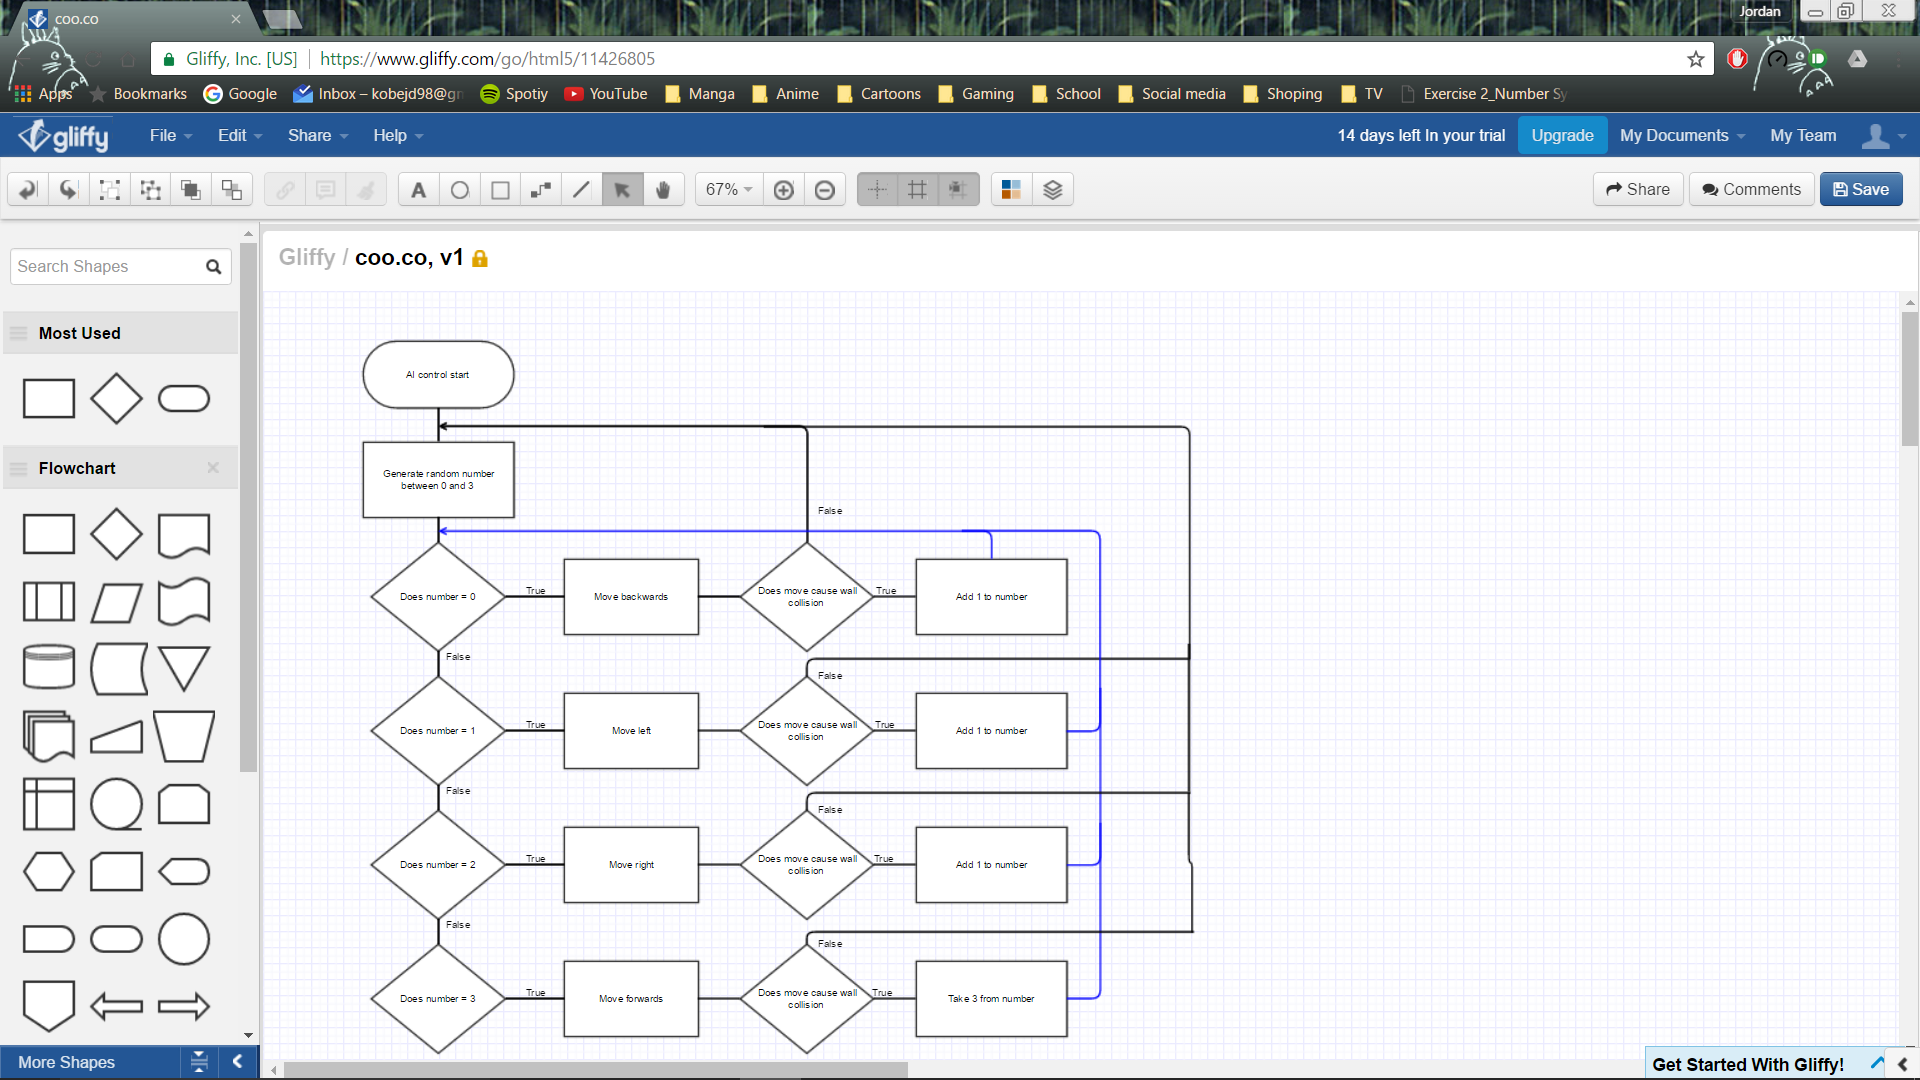 coo.co
Jordan
Gliffy, Inc. [US]
https://www.gliffy.com/go/html5/11426805
Apps
Bookmarks
Google
Inbox – kobejd98@gm
Spotiy
YouTube
Manga
Anime
Cartoons
Gaming
School
Social media
Shoping
TV
Exercise 2_Number Sy
gliffy
File
Edit
Share
Help
14 days left In your trial
Upgrade
My Documents
My Team
A
67%
Share
Comments
Save
Search Shapes
Gliffy / coo.co, v1
Most Used
Flowchart
AI control start
Generate random number
between 0 and 3
False
Does number = 0
True
Move backwards
Does move cause wall
collision
True
Add 1 to number
False
False
Does number = 1
True
Move left
Does move cause wall
collision
True
Add 1 to number
False
False
Does number = 2
True
Move right
Does move cause wall
collision
True
Add 1 to number
False
False
Does number = 3
True
Move forwards
Does move cause wall
collision
True
Take 3 from number
More Shapes
Get Started With Gliffy!